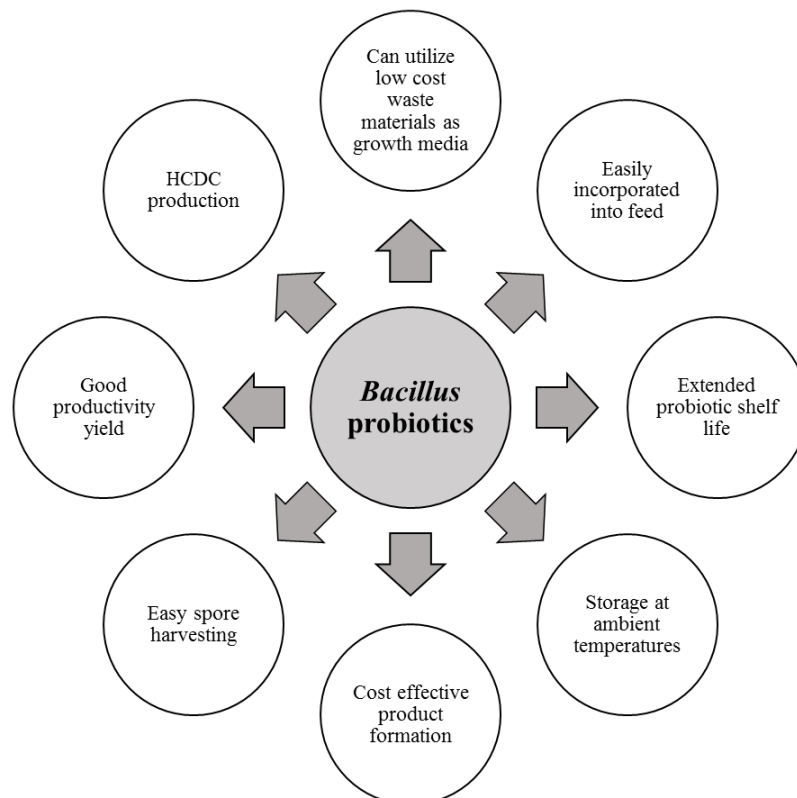 Can utilize
low cost
waste
materials as
growth media
Easily
incorporated
into feed
Extended
probiotic shelf
life
Storage at
ambient
temperatures
Cost effective
product
formation
Easy spore
harvesting
Good
productivity
yield
HCDC
production
Bacillus
probiotics